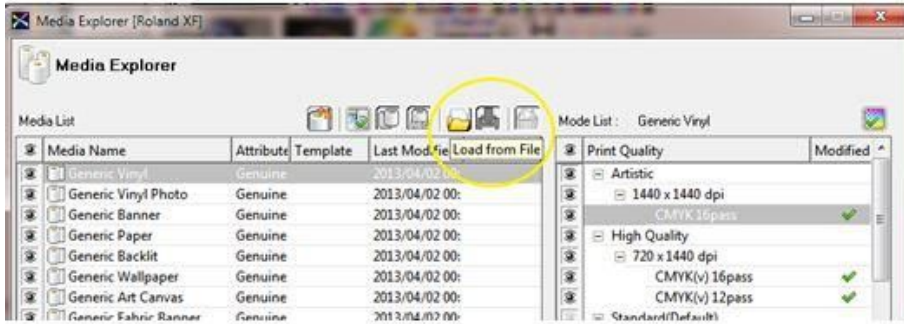 Media Explorer [Roland XF]
Media Explorer
Media List
Load from File
Mode List : Generic Vinyl
Media Name Attribute Template Last Modifie
Print Quality Modified
Generic Vinyl Genuine 2013/04/02 00:
Artistic
Generic Vinyl Photo Genuine 2013/04/02 00:
1440 x 1440 dpi
Generic Banner Genuine 2013/04/02 00:
CMYK 16pass
Generic Paper Genuine 2013/04/02 00:
High Quality
Generic Backlit Genuine 2013/04/02 00:
720 x 1440 dpi
Generic Wallpaper Genuine 2013/04/02 00:
CMYK(v) 16pass
Generic Art Canvas Genuine 2013/04/02 00:
CMYK(v) 12pass
Generic Fabric Banner Genuine 2013/04/02 00:
Standard(Default)